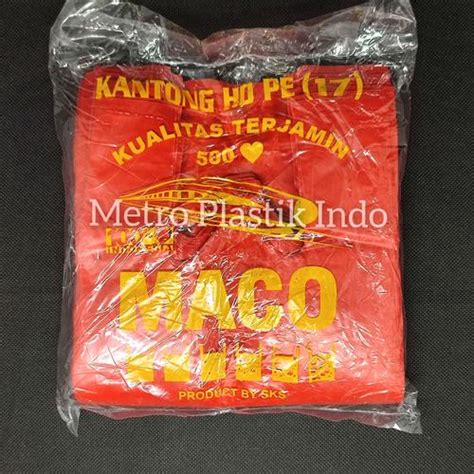 KANTONG HD PE (17)
KUALITAS TERJAMIN
500
Metro Plastik Indo
MACO
PRODUCT BY SKS